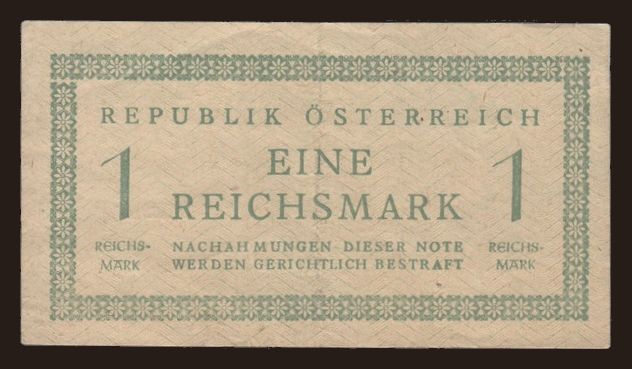 REPUBLIK ÖSTERREICH
1 EINE 1
REICHSMARK
REICHS-
MARK
NACHAHMUNGEN DIESER NOTE
WERDEN GERICHTLICH BESTRAFT
REICHS-
MARK